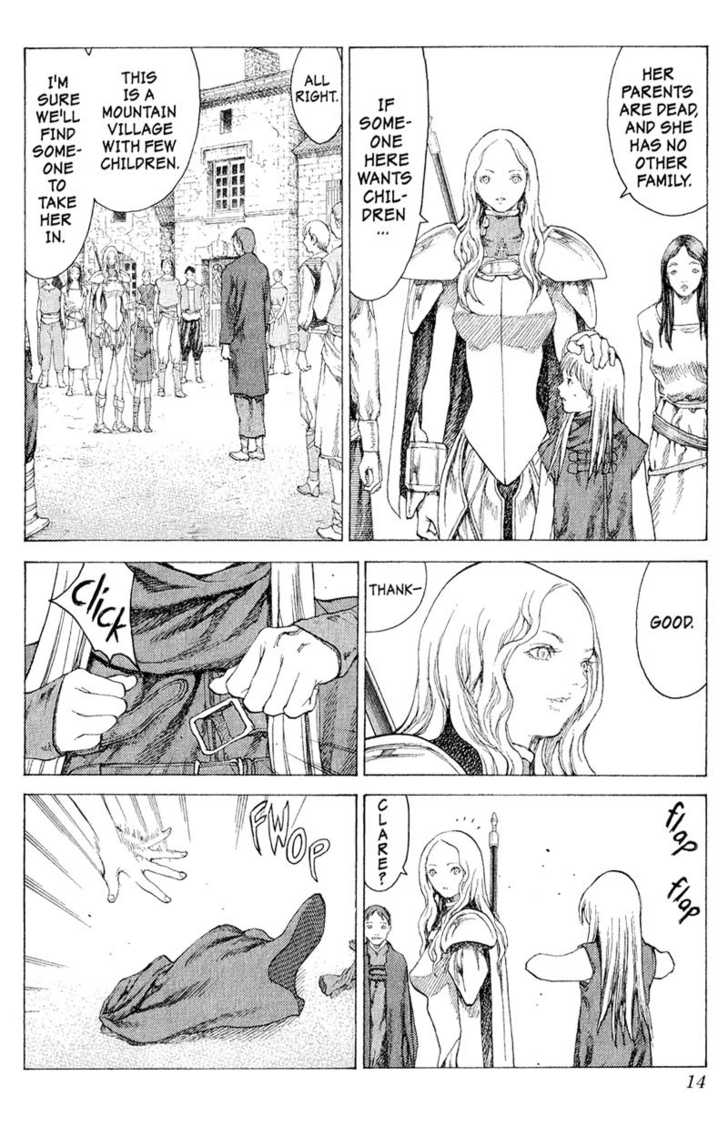 HER
PARENTS
ARE DEAD,
AND SHE
HAS NO
OTHER
FAMILY.
IF
SOME-
ONE
HERE
WANTS
CHIL-
DREN
...
ALL
RIGHT.
THIS
IS A
MOUNTAIN
VILLAGE
WITH FEW
CHILDREN.
I'M
SURE
WE'LL
FIND
SOME-
ONE
TO
TAKE
HER
IN.
GOOD.
THANK-
click
flap
flap
CLARE?
FWOP
14